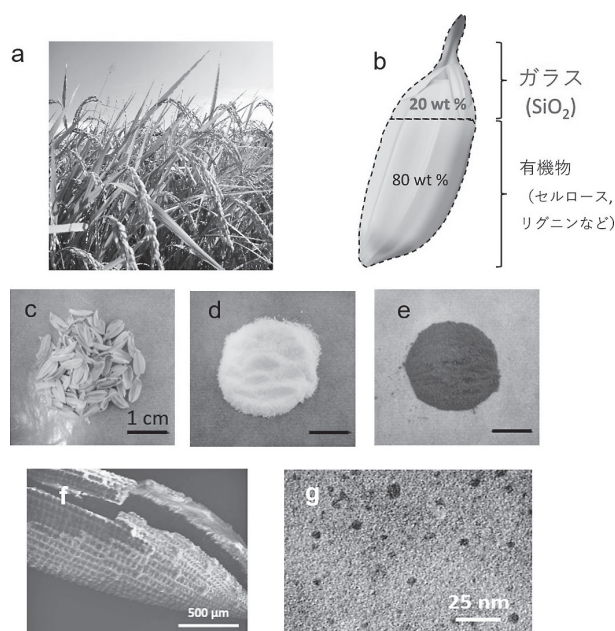 a
b
20 wt %
80 wt %
ガラス
(SiO₂)
有機物
（セルロース,
リグニンなど）
c
1 cm
d
e
f
500 μm
g
25 nm